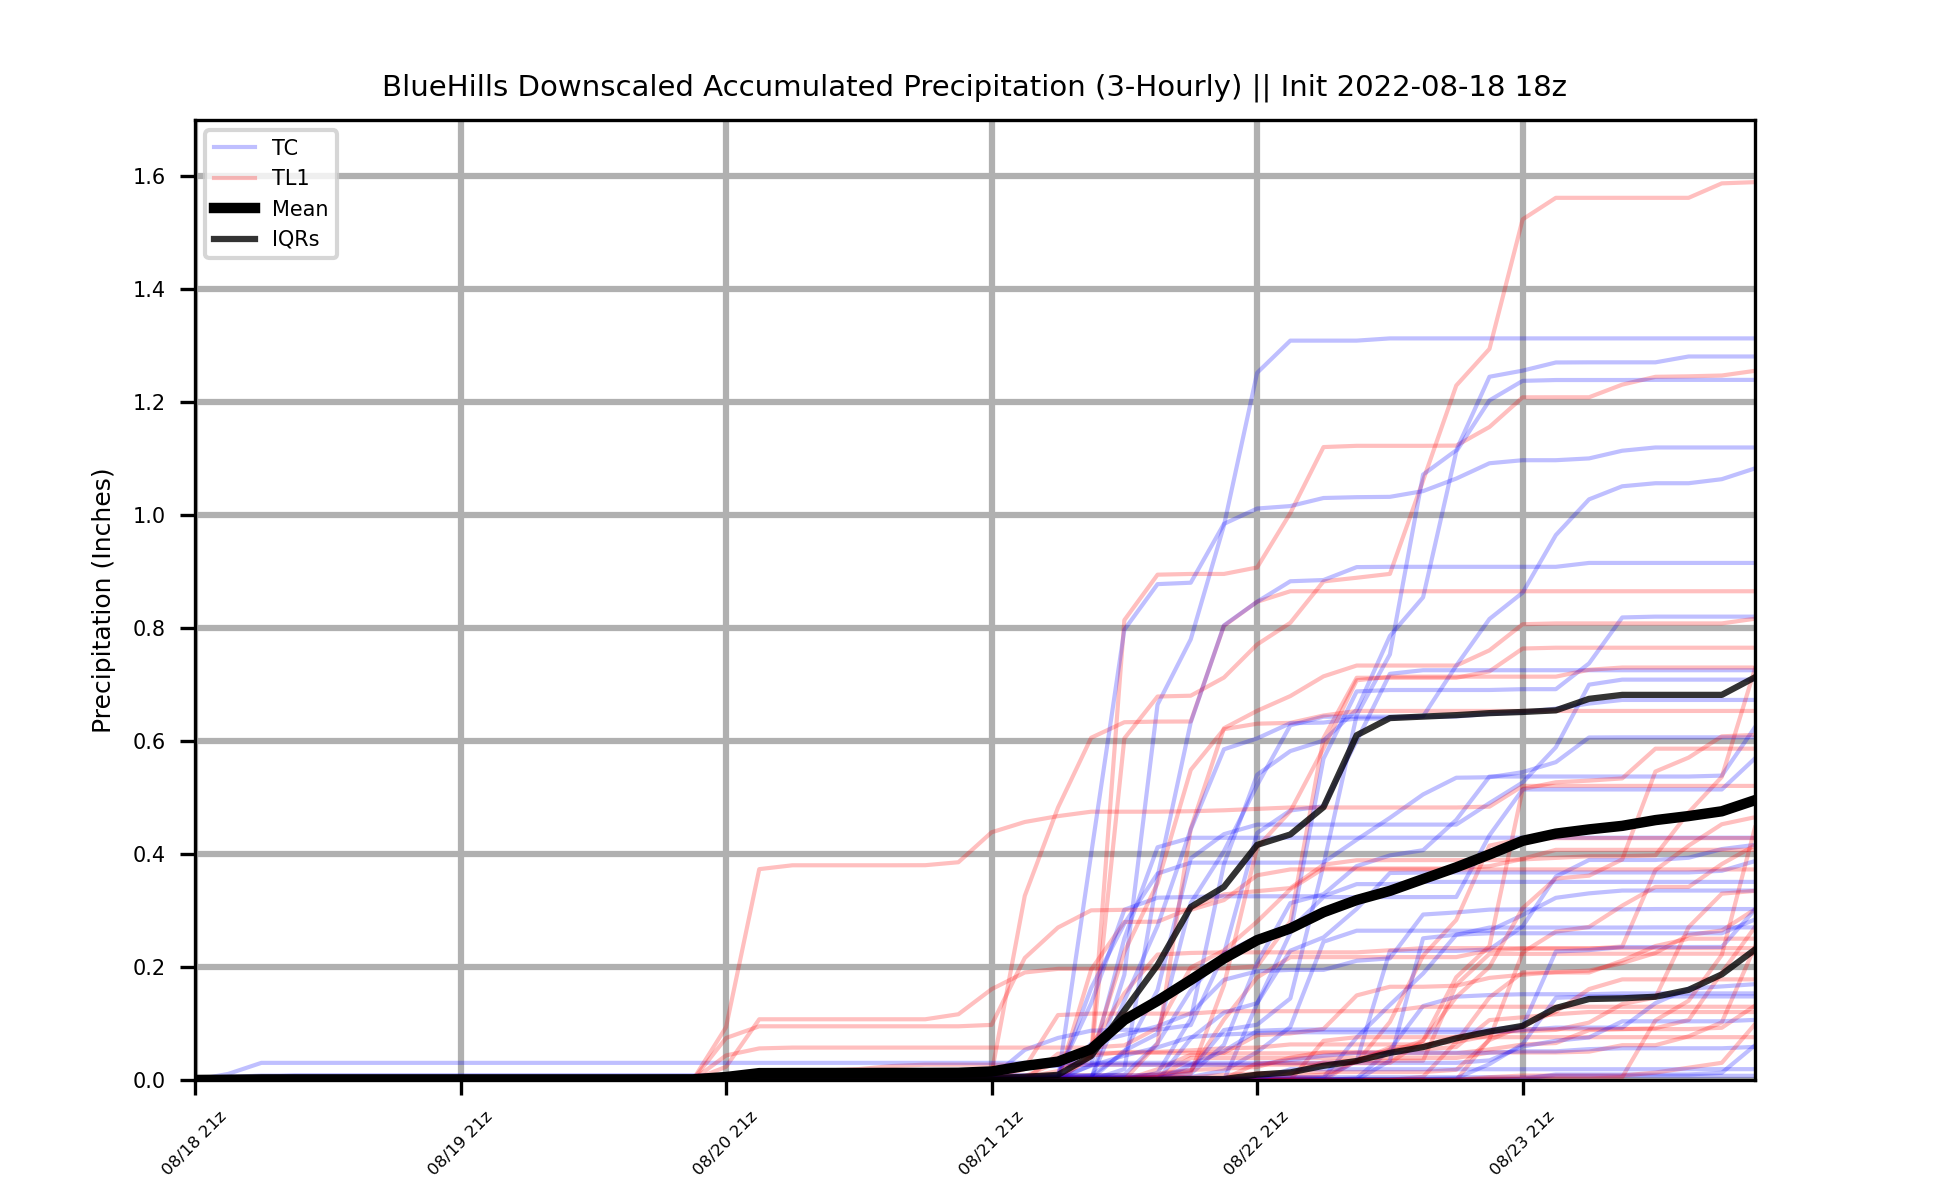 BlueHills Downscaled Accumulated Precipitation (3-Hourly) || Init 2022-08-18 18z
TC
TL1
Mean
IQRs
Precipitation (Inches)
1.6
1.4
1.2
1.0
0.8
0.6
0.4
0.2
0.0
08/18 21z
08/19 21z
08/20 21z
08/21 21z
08/22 21z
08/23 21z